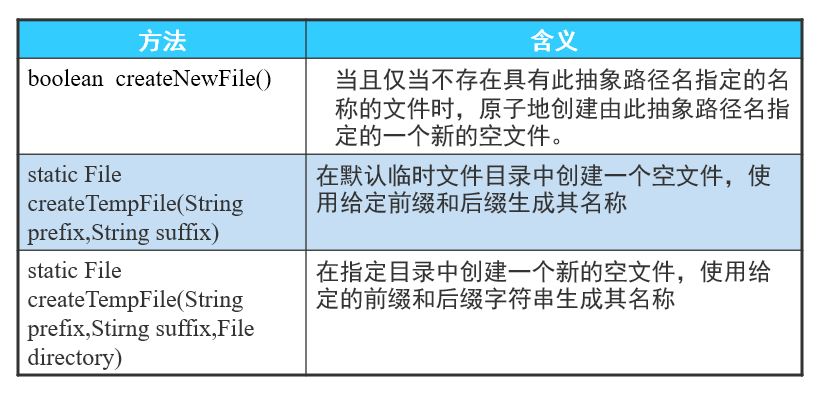 方法
含义
boolean  createNewFile()
当且仅当不存在具有此抽象路径名指定的名
称的文件时，原子地创建由此抽象路径名指
定的一个新的空文件。
static File
createTempFile(String
prefix,String suffix)
在默认临时文件目录中创建一个空文件，使
用给定前缀和后缀生成其名称
static File
createTempFile(String
prefix,Stirng suffix,File
directory)
在指定目录中创建一个新的空文件，使用给
定的前缀和后缀字符串生成其名称